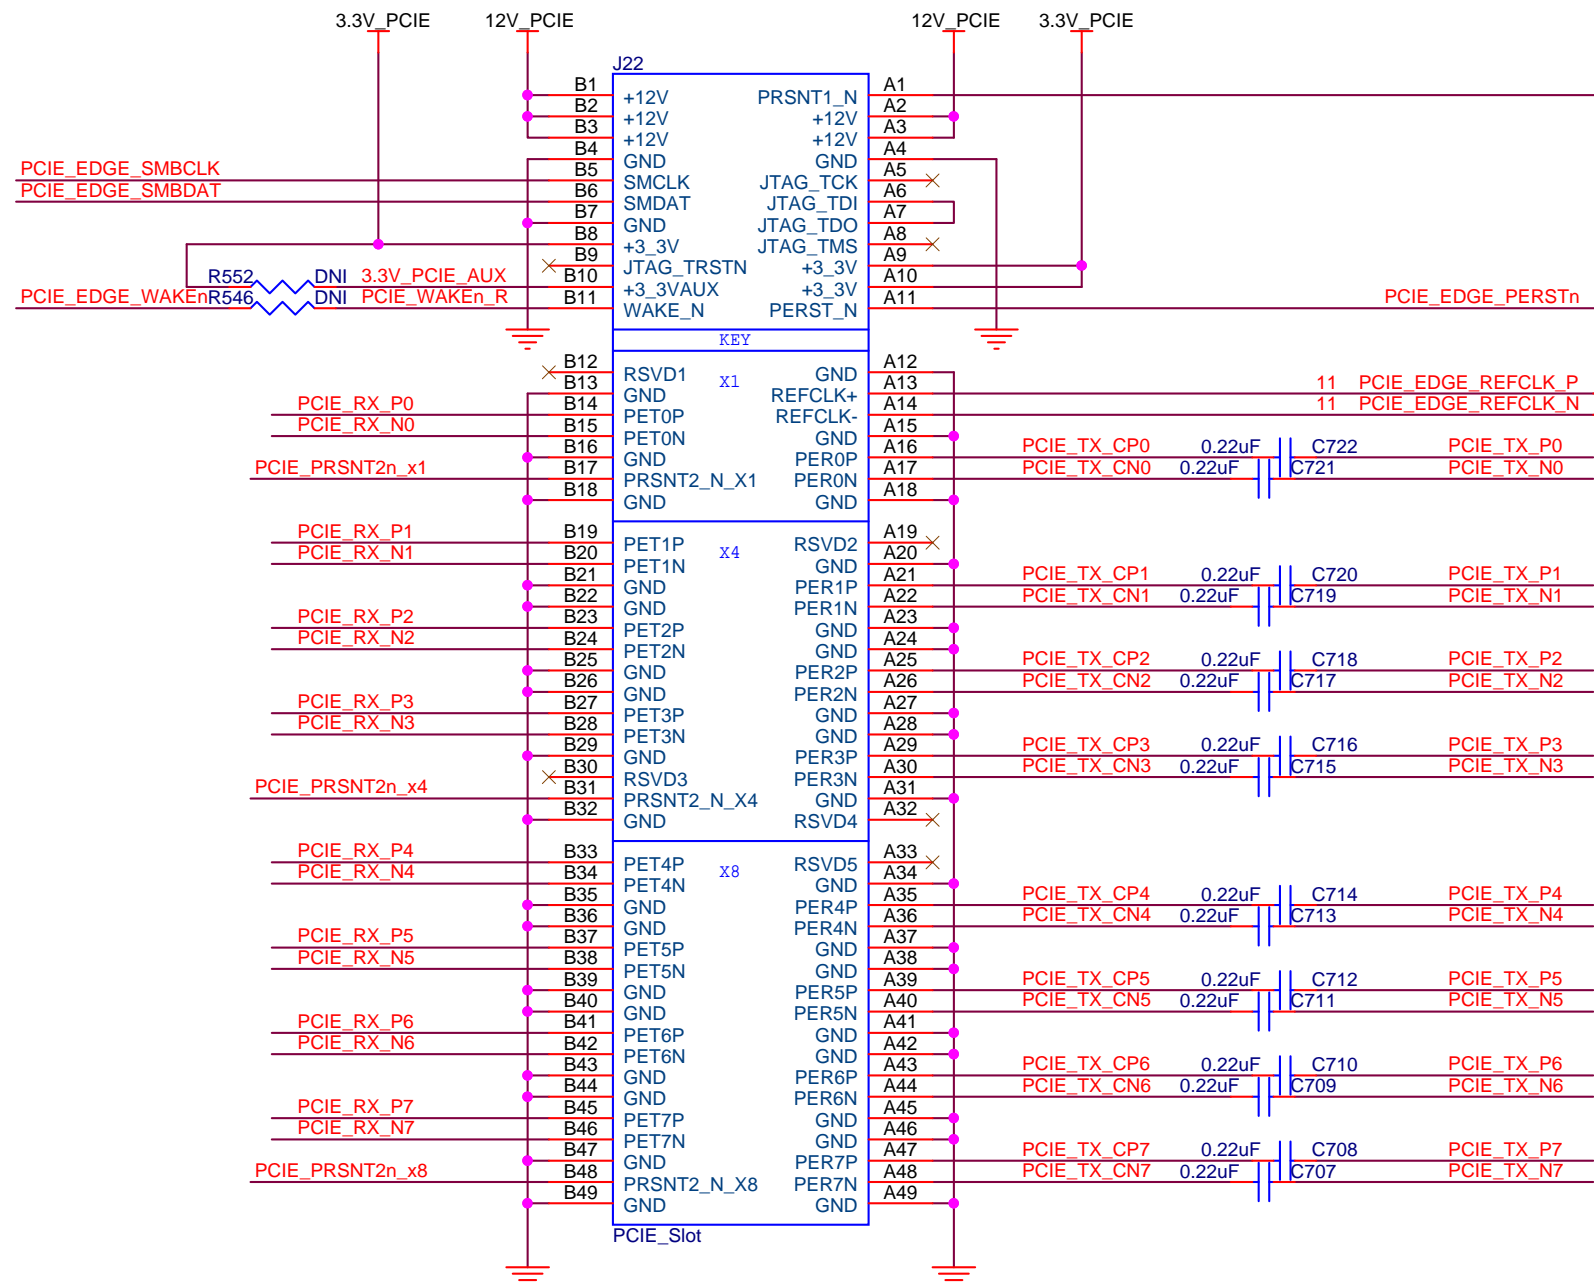 3.3V_PCIE 12V_PCIE 12V_PCIE 3.3V_PCIE
J22
B1 +12V PRSNT1_N A1
B2 +12V +12V A2
B3 +12V +12V A3
B4 GND GND A4
PCIE_EDGE_SMBCLK B5 SMCLK JTAG_TCK A5
PCIE_EDGE_SMBDAT B6 SMDAT JTAG_TDI A6
B7 GND JTAG_TDO A7
B8 +3_3V JTAG_TMS A8
B9 JTAG_TRSTN +3_3V A9
R552 DNI 3.3V_PCIE_AUX B10 +3_3VAUX +3_3V A10
PCIE_EDGE_WAKEn R546 DNI PCIE_WAKEn_R B11 WAKE_N PERST_N A11 PCIE_EDGE_PERSTn
KEY
B12 RSVD1 X1 GND A12
B13 GND REFCLK+ A13 11 PCIE_EDGE_REFCLK_P
PCIE_RX_P0 B14 PET0P REFCLK- A14 11 PCIE_EDGE_REFCLK_N
PCIE_RX_N0 B15 PET0N GND A15
B16 GND PER0P A16 PCIE_TX_CP0 0.22uF C722 PCIE_TX_P0
PCIE_PRSNT2n_x1 B17 PRSNT2_N_X1 PER0N A17 PCIE_TX_CN0 0.22uF C721 PCIE_TX_N0
B18 GND GND A18
PCIE_RX_P1 B19 PET1P X4 RSVD2 A19
PCIE_RX_N1 B20 PET1N GND A20
B21 GND PER1P A21 PCIE_TX_CP1 0.22uF C720 PCIE_TX_P1
B22 GND PER1N A22 PCIE_TX_CN1 0.22uF C719 PCIE_TX_N1
PCIE_RX_P2 B23 PET2P GND A23
PCIE_RX_N2 B24 PET2N GND A24
B25 GND PER2P A25 PCIE_TX_CP2 0.22uF C718 PCIE_TX_P2
B26 GND PER2N A26 PCIE_TX_CN2 0.22uF C717 PCIE_TX_N2
PCIE_RX_P3 B27 PET3P GND A27
PCIE_RX_N3 B28 PET3N GND A28
B29 GND PER3P A29 PCIE_TX_CP3 0.22uF C716 PCIE_TX_P3
B30 RSVD3 PER3N A30 PCIE_TX_CN3 0.22uF C715 PCIE_TX_N3
PCIE_PRSNT2n_x4 B31 PRSNT2_N_X4 GND A31
B32 GND RSVD4 A32
PCIE_RX_P4 B33 PET4P X8 RSVD5 A33
PCIE_RX_N4 B34 PET4N GND A34
B35 GND PER4P A35 PCIE_TX_CP4 0.22uF C714 PCIE_TX_P4
B36 GND PER4N A36 PCIE_TX_CN4 0.22uF C713 PCIE_TX_N4
PCIE_RX_P5 B37 PET5P GND A37
PCIE_RX_N5 B38 PET5N GND A38
B39 GND PER5P A39 PCIE_TX_CP5 0.22uF C712 PCIE_TX_P5
B40 GND PER5N A40 PCIE_TX_CN5 0.22uF C711 PCIE_TX_N5
PCIE_RX_P6 B41 PET6P GND A41
PCIE_RX_N6 B42 PET6N GND A42
B43 GND PER6P A43 PCIE_TX_CP6 0.22uF C710 PCIE_TX_P6
B44 GND PER6N A44 PCIE_TX_CN6 0.22uF C709 PCIE_TX_N6
PCIE_RX_P7 B45 PET7P GND A45
PCIE_RX_N7 B46 PET7N GND A46
B47 GND PER7P A47 PCIE_TX_CP7 0.22uF C708 PCIE_TX_P7
PCIE_PRSNT2n_x8 B48 PRSNT2_N_X8 PER7N A48 PCIE_TX_CN7 0.22uF C707 PCIE_TX_N7
B49 GND GND A49
PCIE_Slot